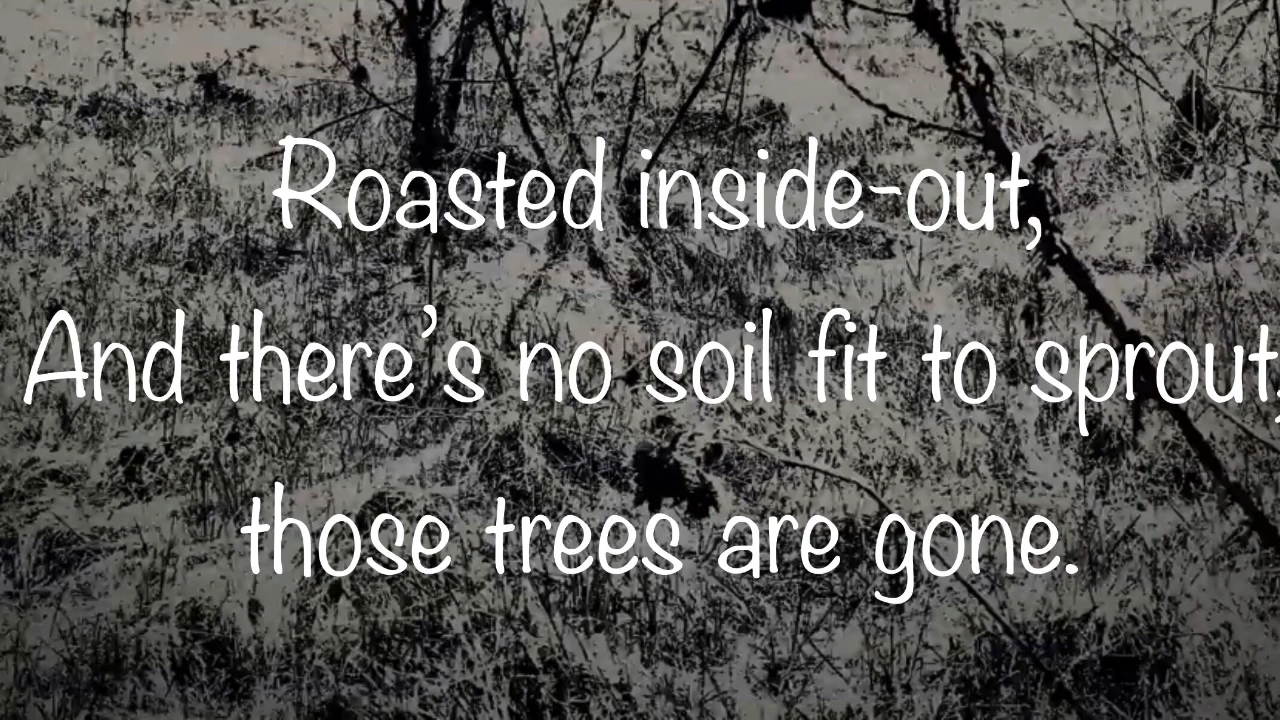 Roasted inside-out,
And there's no soil fit to sprout,
those trees are gone.